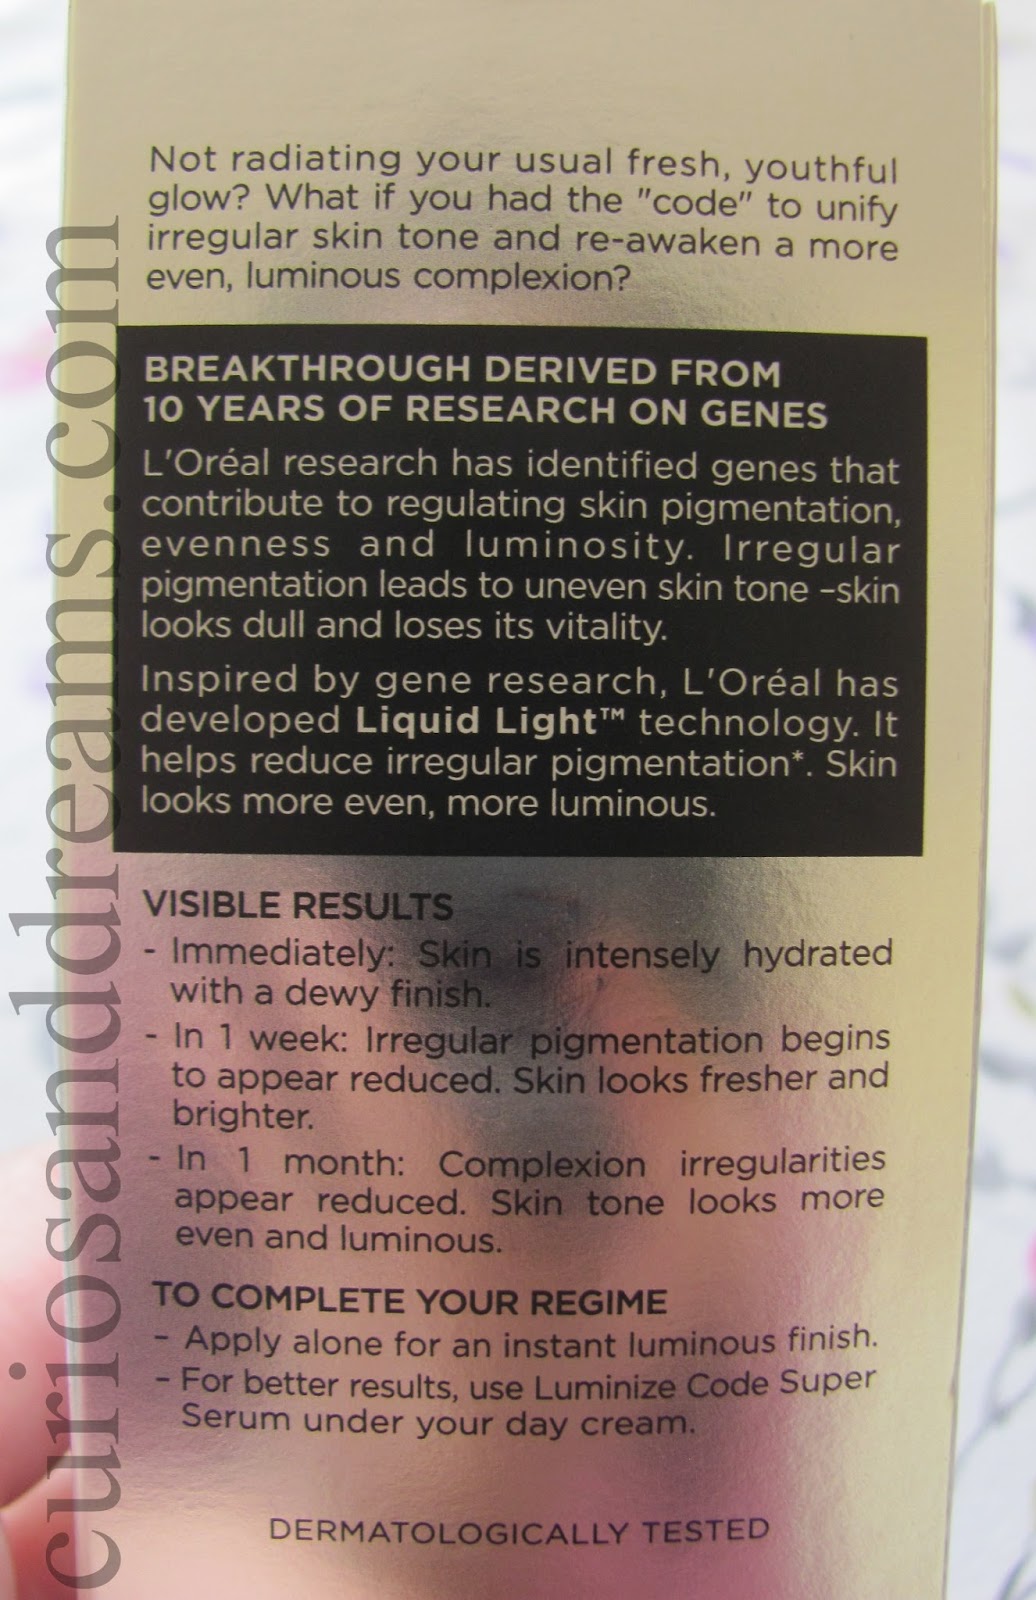 Not radiating your usual fresh, youthful
glow? What if you had the "code" to unify
irregular skin tone and re-awaken a more
even, luminous complexion?
BREAKTHROUGH DERIVED FROM
10 YEARS OF RESEARCH ON GENES
L'Oréal research has identified genes that
contribute to regulating skin pigmentation,
evenness and luminosity. Irregular
pigmentation leads to uneven skin tone –skin
looks dull and loses its vitality.
Inspired by gene research, L'Oréal has
developed Liquid Light™ technology. It
helps reduce irregular pigmentation*. Skin
looks more even, more luminous.
VISIBLE RESULTS
- Immediately: Skin is intensely hydrated
with a dewy finish.
- In 1 week: Irregular pigmentation begins
to appear reduced. Skin looks fresher and
brighter.
- In 1 month: Complexion irregularities
appear reduced. Skin tone looks more
even and luminous.
TO COMPLETE YOUR REGIME
– Apply alone for an instant luminous finish.
– For better results, use Luminize Code Super
Serum under your day cream.
DERMATOLOGICALLY TESTED
curiosanddreams.com